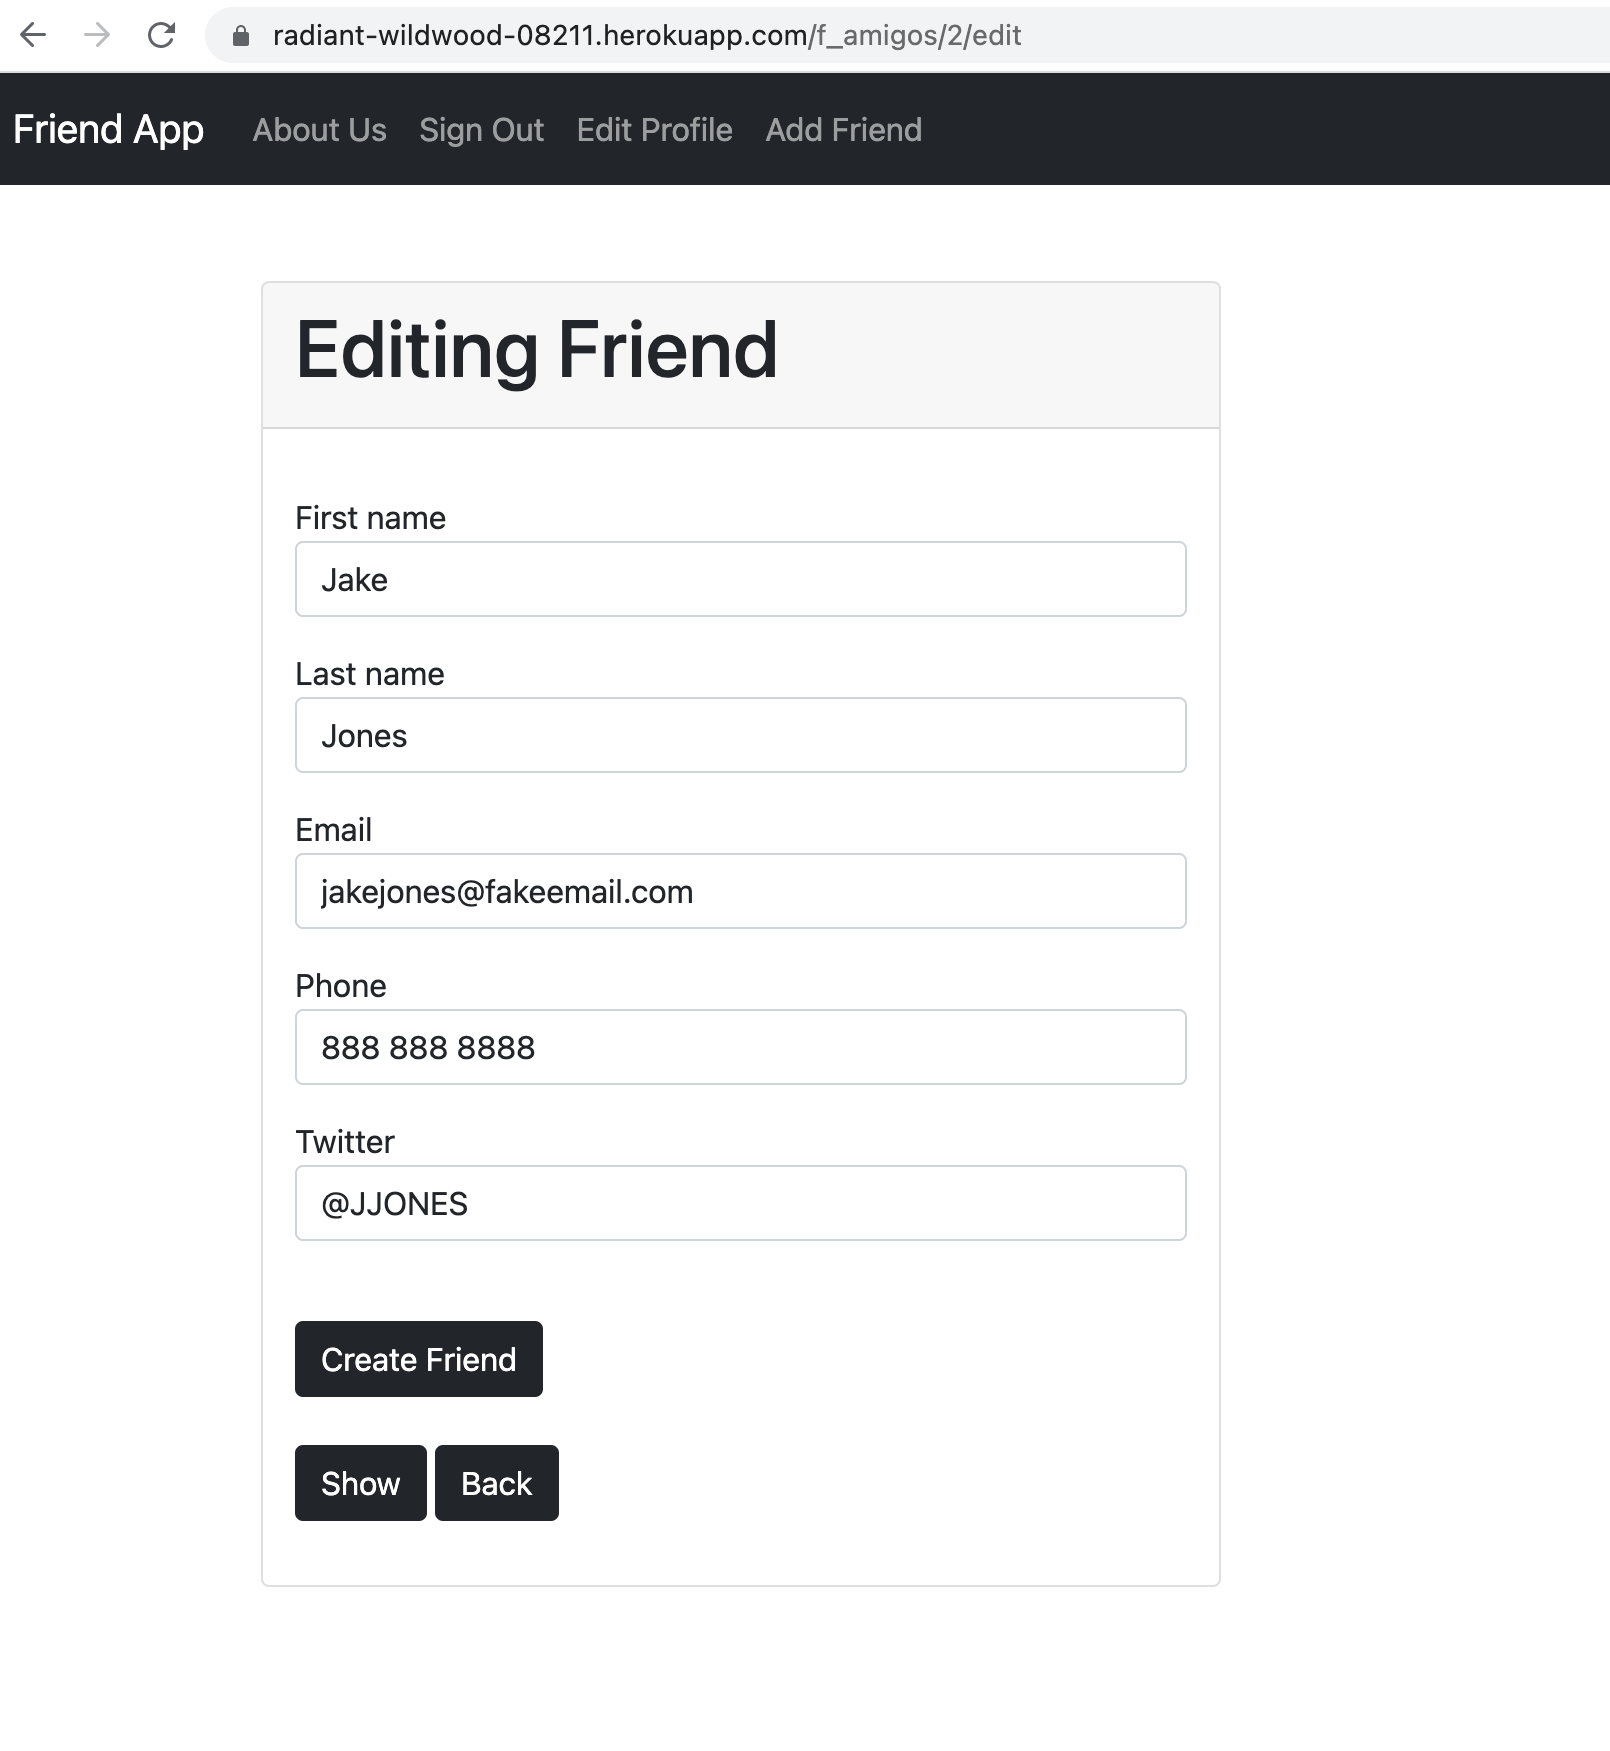 radiant-wildwood-08211.herokuapp.com/f_amigos/2/edit
Friend App About Us Sign Out Edit Profile Add Friend
Editing Friend
First name
Jake
Last name
Jones
Email
jakejones@fakeemail.com
Phone
888 888 8888
Twitter
@JJONES
Create Friend
Show Back